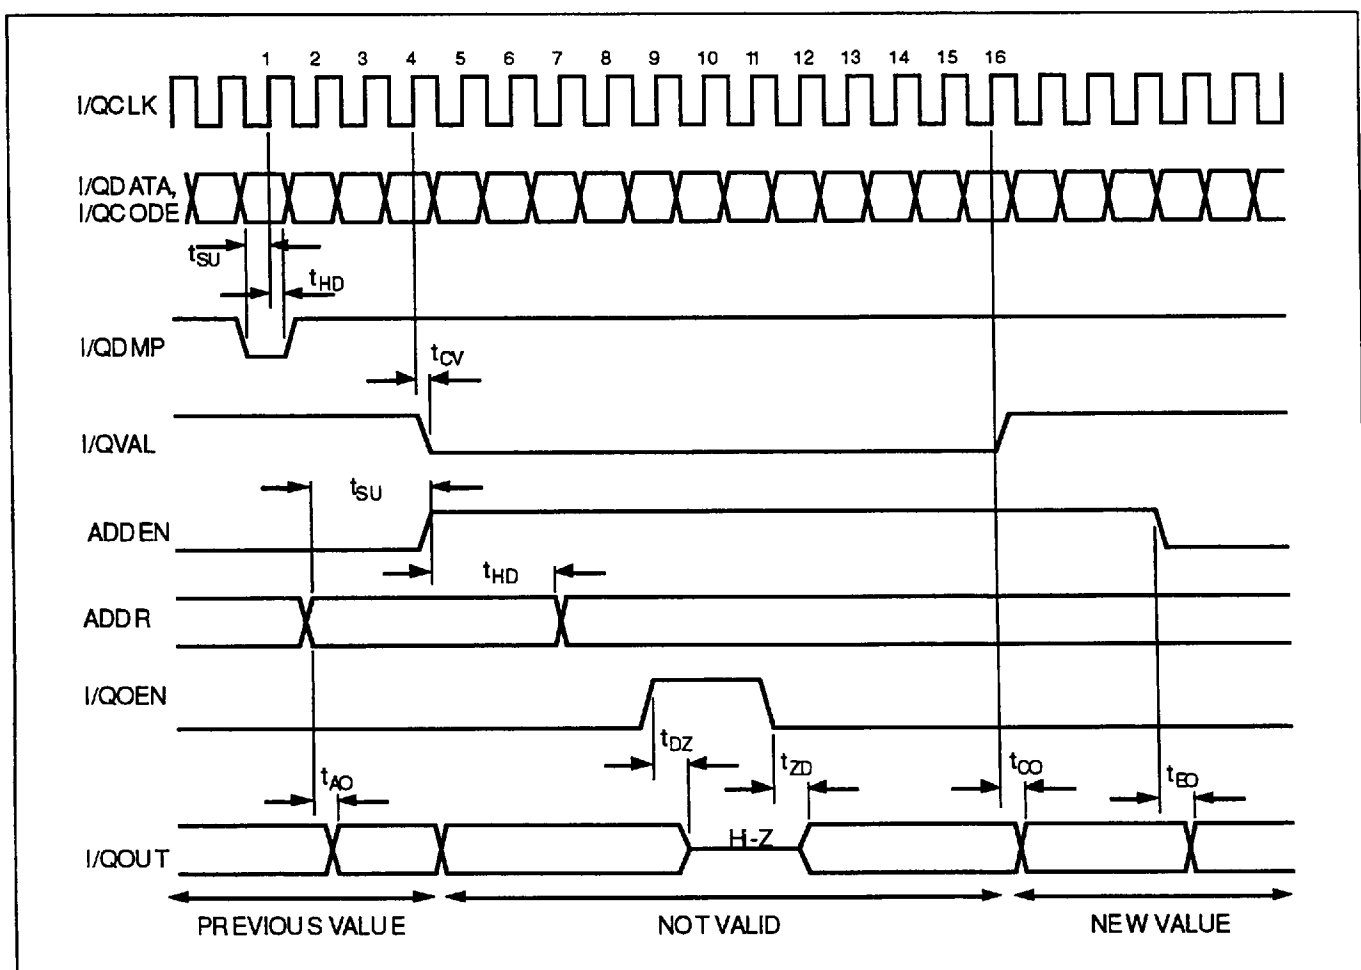 1 2 3 4 5 6 7 8 9 10 11 12 13 14 15 16
I/QCLK
I/QDATA,
I/QCODE
tSU
tHD
I/QDMP
tCV
I/QVAL
tSU
ADDEN
tHD
ADDR
I/QOEN
tDZ
tZD
tCO
tEO
tAO
Hi-Z
I/QOUT
PREVIOUS VALUE NOT VALID NEW VALUE